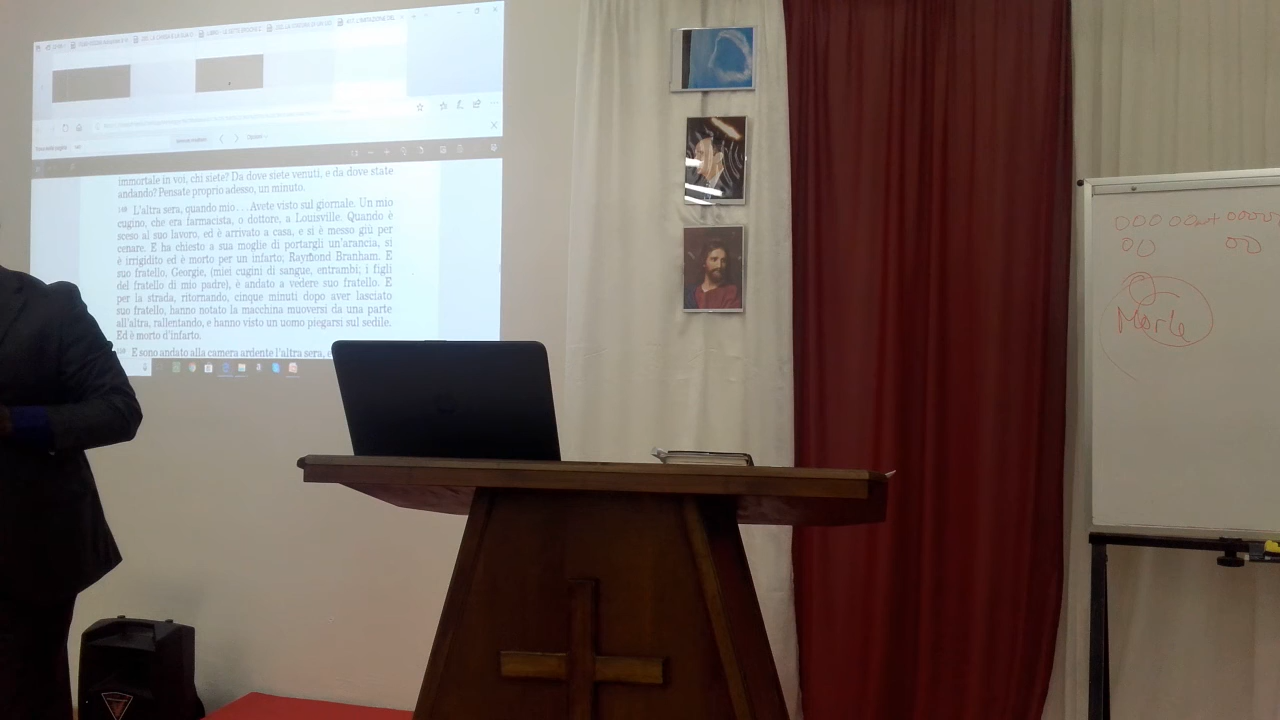 immortale in voi, chi siete? Da dove siete venuti, e da dove state
andando? Pensate proprio adesso, un minuto.
L'altra sera, quando mio . . . Avete visto sul giornale. Un mio
cugino, che era farmacista, o dottore, a Louisville. Quando è
sceso al suo lavoro, ed è arrivato a casa, e si è messo giù per
cenare. E ha chiesto a sua moglie di portargli un'arancia, si
è irrigidito ed è morto per un infarto, Raymond Branham. E
suo fratello, Georgie, (miei cugini di sangue, entrambi; i figli
del fratello di mio padre), è andato a vedere suo fratello. E
per la strada, ritornando, cinque minuti dopo aver lasciato
suo fratello, hanno notato la macchina muoversi da una parte
all'altra, rallentando, e hanno visto un uomo piegarsi sul sedile.
Ed è morto d'infarto.
E sono andato alla camera ardente l'altra sera,